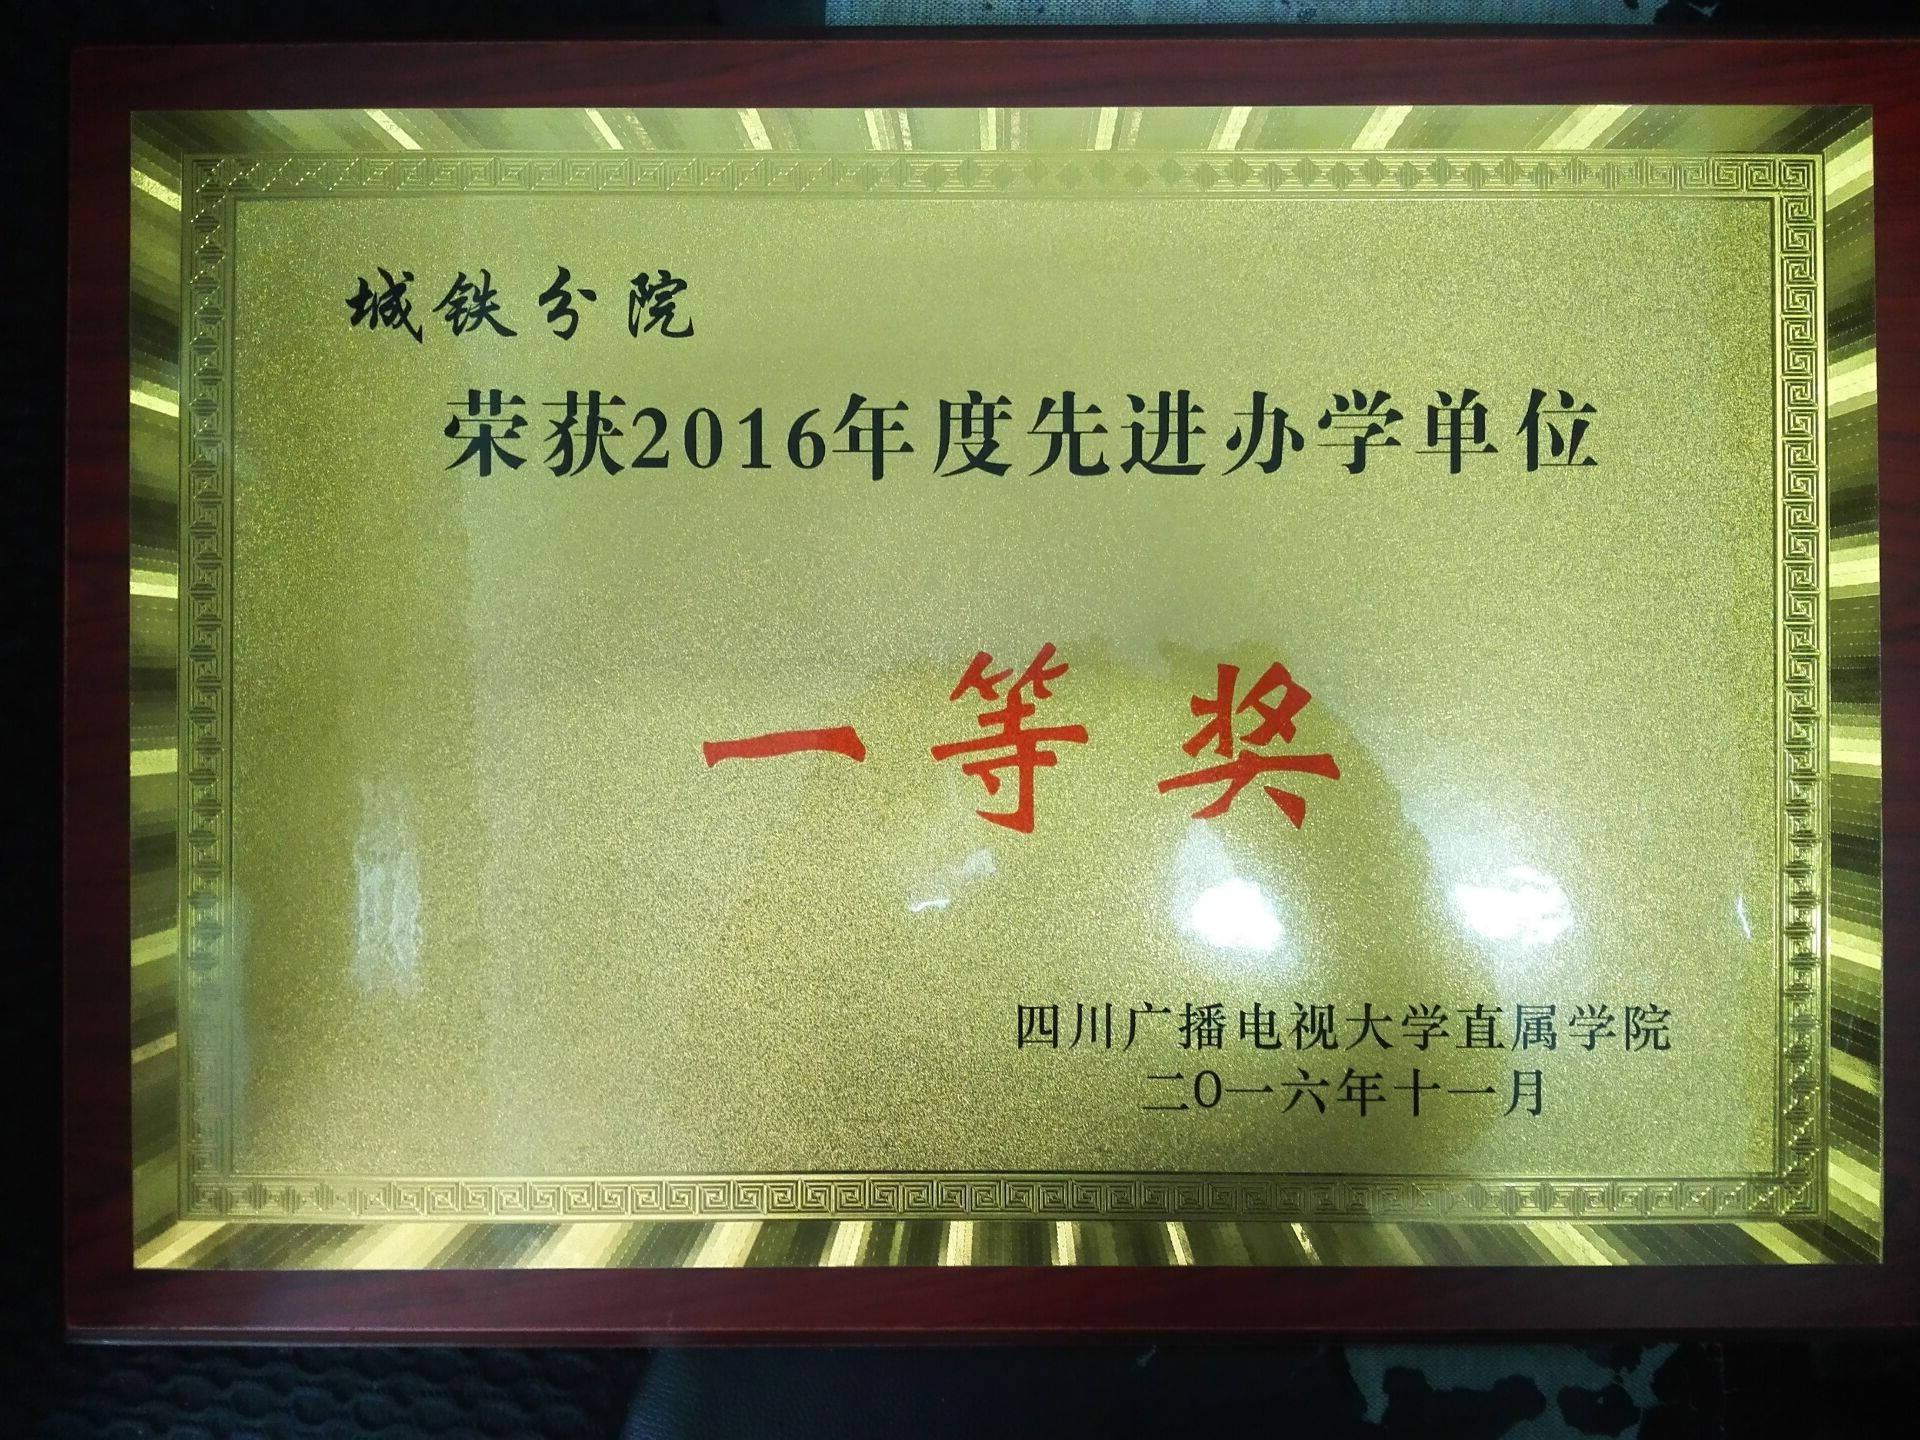 城铁分院
荣获2016年度先进办学单位
一等奖
四川广播电视大学直属学院
二0一六年十一月